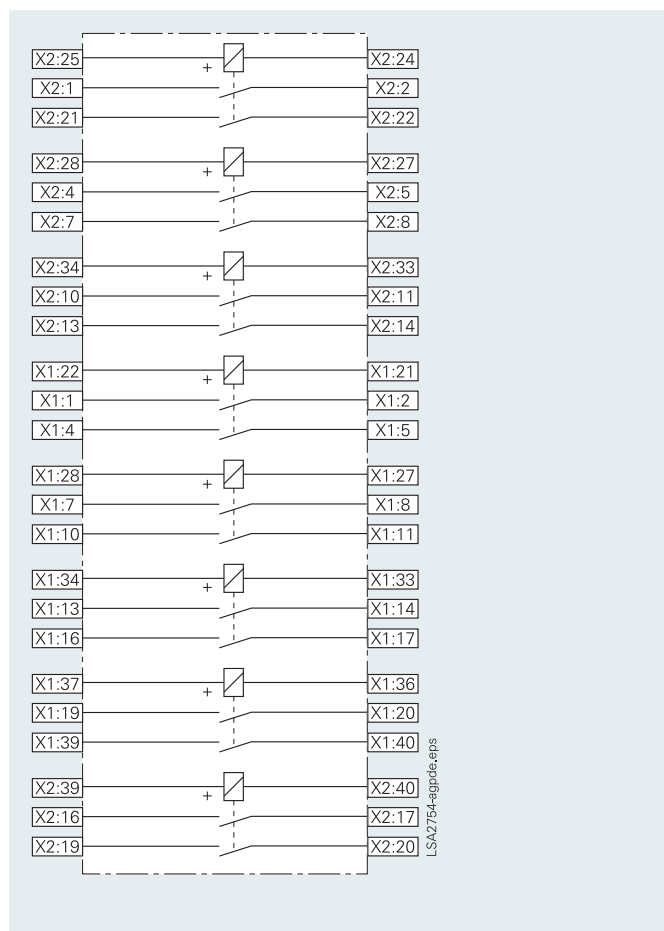 X2:25 + X2:24
X2:1 X2:2
X2:21 X2:22
X2:28 + X2:27
X2:4 X2:5
X2:7 X2:8
X2:34 + X2:33
X2:10 X2:11
X2:13 X2:14
X1:22 + X1:21
X1:1 X1:2
X1:4 X1:5
X1:28 + X1:27
X1:7 X1:8
X1:10 X1:11
X1:34 + X1:33
X1:13 X1:14
X1:16 X1:17
X1:37 + X1:36
X1:19 X1:20
X1:39 X1:40
X2:39 + X2:40
X2:16 X2:17
X2:19 X2:20
LSA2754-agpde.eps